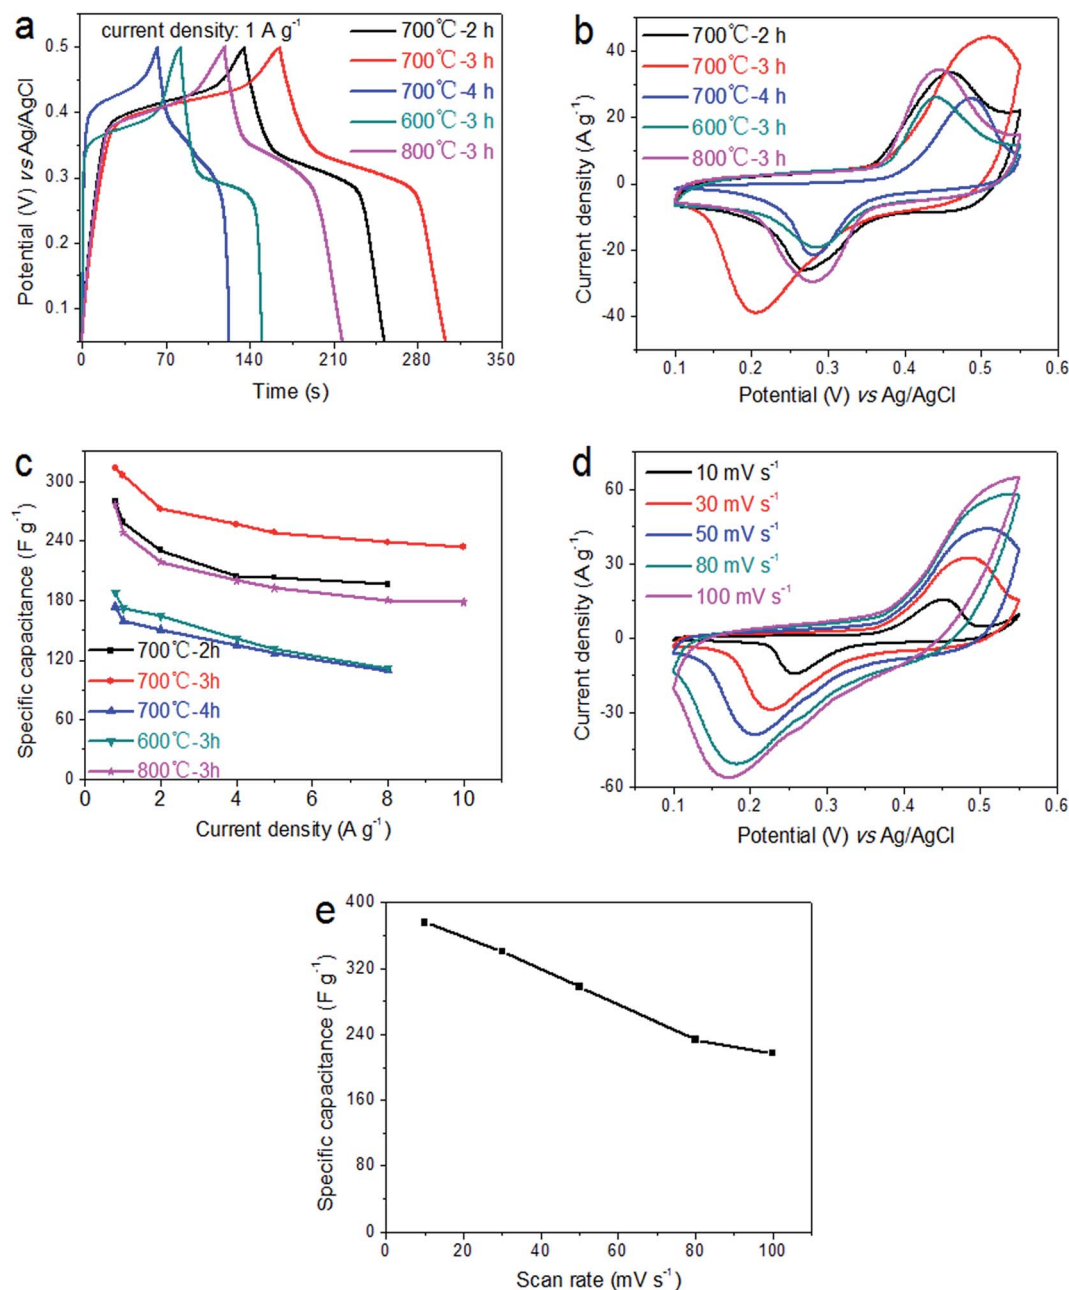 a
current density: 1 A g⁻¹
700℃-2 h
700℃-3 h
700℃-4 h
600℃-3 h
800℃-3 h
Potential (V) vs Ag/AgCl
0.5
0.4
0.3
0.2
0.1
0 70 140 210 280 350
Time (s)
b
700℃-2 h
700℃-3 h
700℃-4 h
600℃-3 h
800℃-3 h
Current density (A g⁻¹)
40
20
0
-20
-40
0.1 0.2 0.3 0.4 0.5 0.6
Potential (V) vs Ag/AgCl
c
Specific capacitance (F g⁻¹)
300
240
180
120
60
0
700℃-2h
700℃-3h
700℃-4h
600℃-3h
800℃-3h
0 2 4 6 8 10
Current density (A g⁻¹)
d
10 mV s⁻¹
30 mV s⁻¹
50 mV s⁻¹
80 mV s⁻¹
100 mV s⁻¹
Current density (A g⁻¹)
60
30
0
-30
-60
0.1 0.2 0.3 0.4 0.5 0.6
Potential (V) vs Ag/AgCl
e
Specific capacitance (F g⁻¹)
400
320
240
160
80
0
0 20 40 60 80 100
Scan rate (mV s⁻¹)